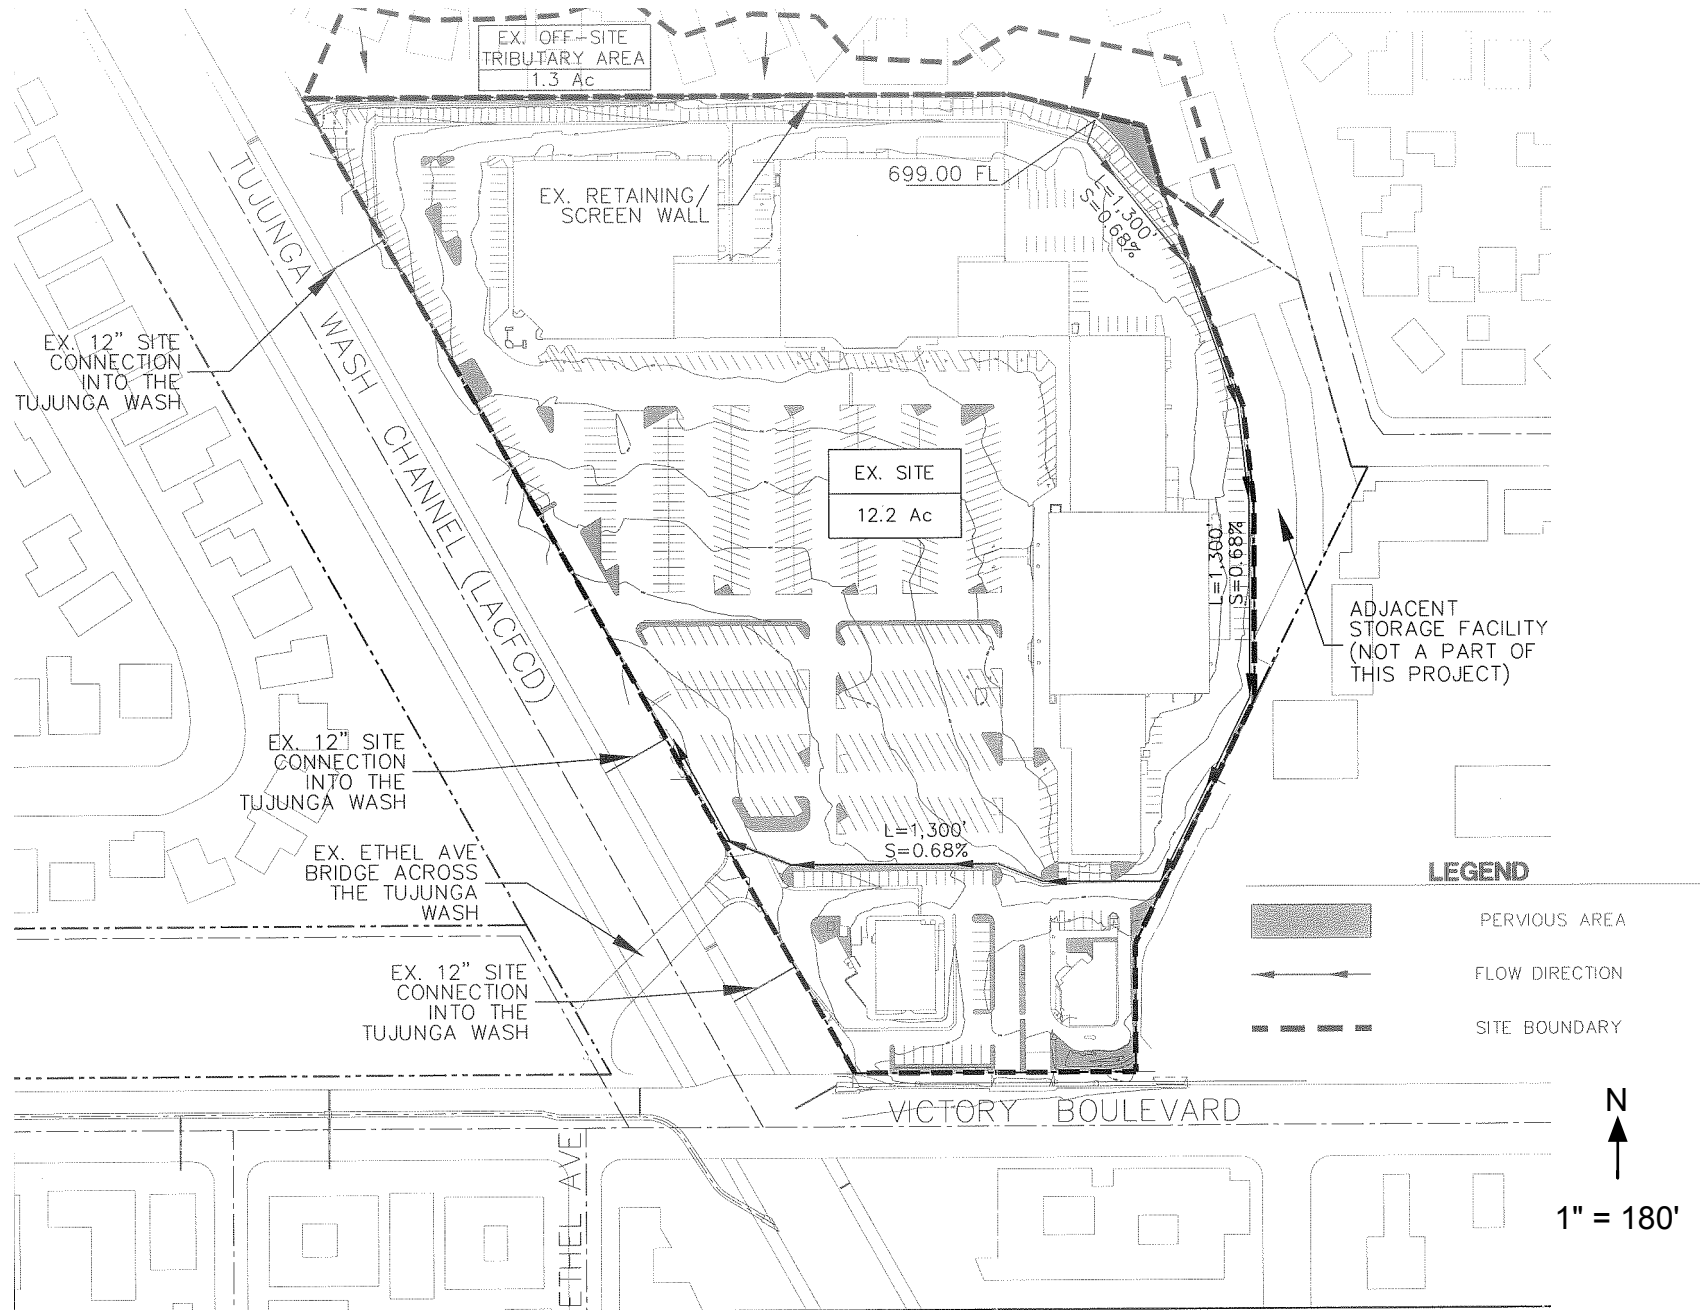 EX. OFF-SITE
TRIBUTARY AREA
1.3 Ac
699.00 FL
EX. RETAINING/
SCREEN WALL
L=1,300'
S=0.68%
TUJUNGA WASH CHANNEL (LACFCD)
EX. 12" SITE
CONNECTION
INTO THE
TUJUNGA WASH
EX. SITE
12.2 Ac
L=1,300'
S=0.68%
ADJACENT
STORAGE FACILITY
(NOT A PART OF
THIS PROJECT)
EX. 12" SITE
CONNECTION
INTO THE
TUJUNGA WASH
L=1,300'
S=0.68%
EX. ETHEL AVE
BRIDGE ACROSS
THE TUJUNGA
WASH
LEGEND
PERVIOUS AREA
FLOW DIRECTION
SITE BOUNDARY
EX. 12" SITE
CONNECTION
INTO THE
TUJUNGA WASH
VICTORY BOULEVARD
ETHEL AVE
N
1" = 180'